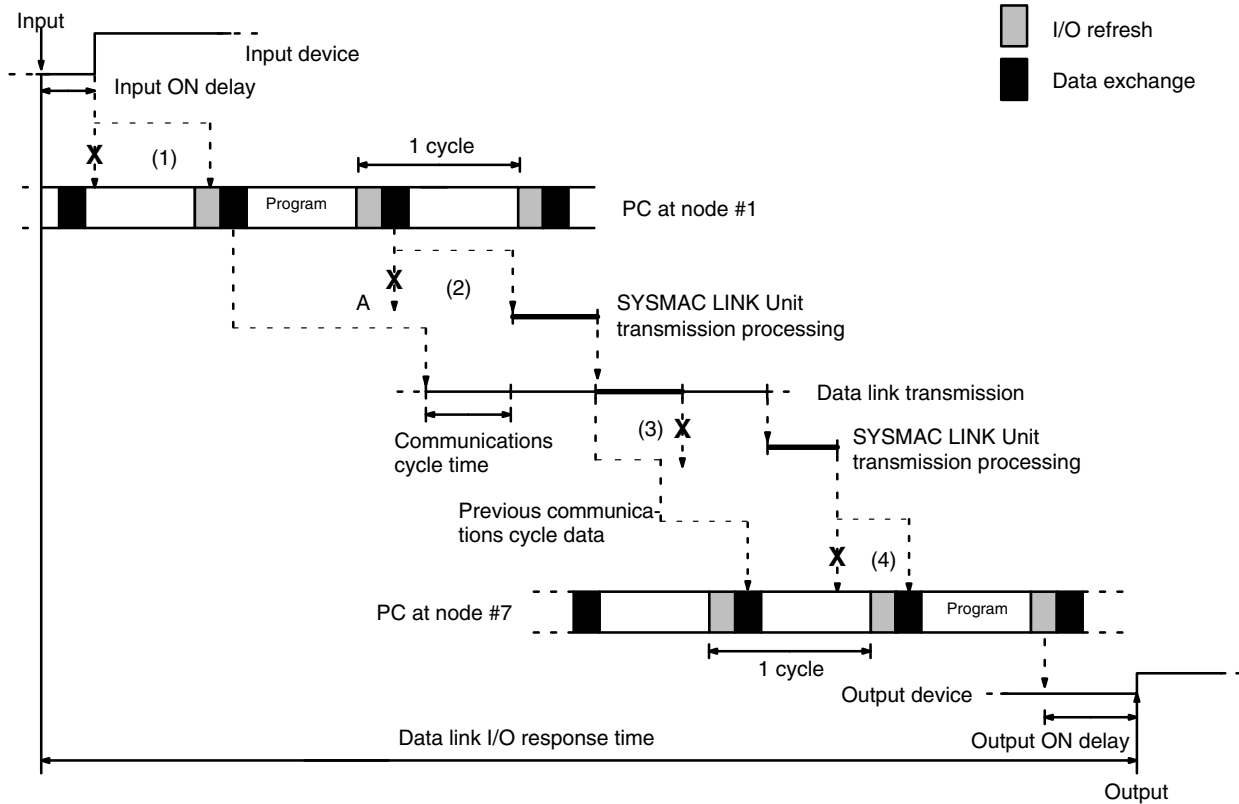 Input
I/O refresh
Input device
Data exchange
Input ON delay
X
(1)
1 cycle
Program
PC at node #1
X
A
(2)
SYSMAC LINK Unit
transmission processing
Data link transmission
Communications
cycle time
(3)
X
SYSMAC LINK Unit
transmission processing
Previous communica-
tions cycle data
X
(4)
PC at node #7
Program
1 cycle
Output device
Data link I/O response time
Output ON delay
Output